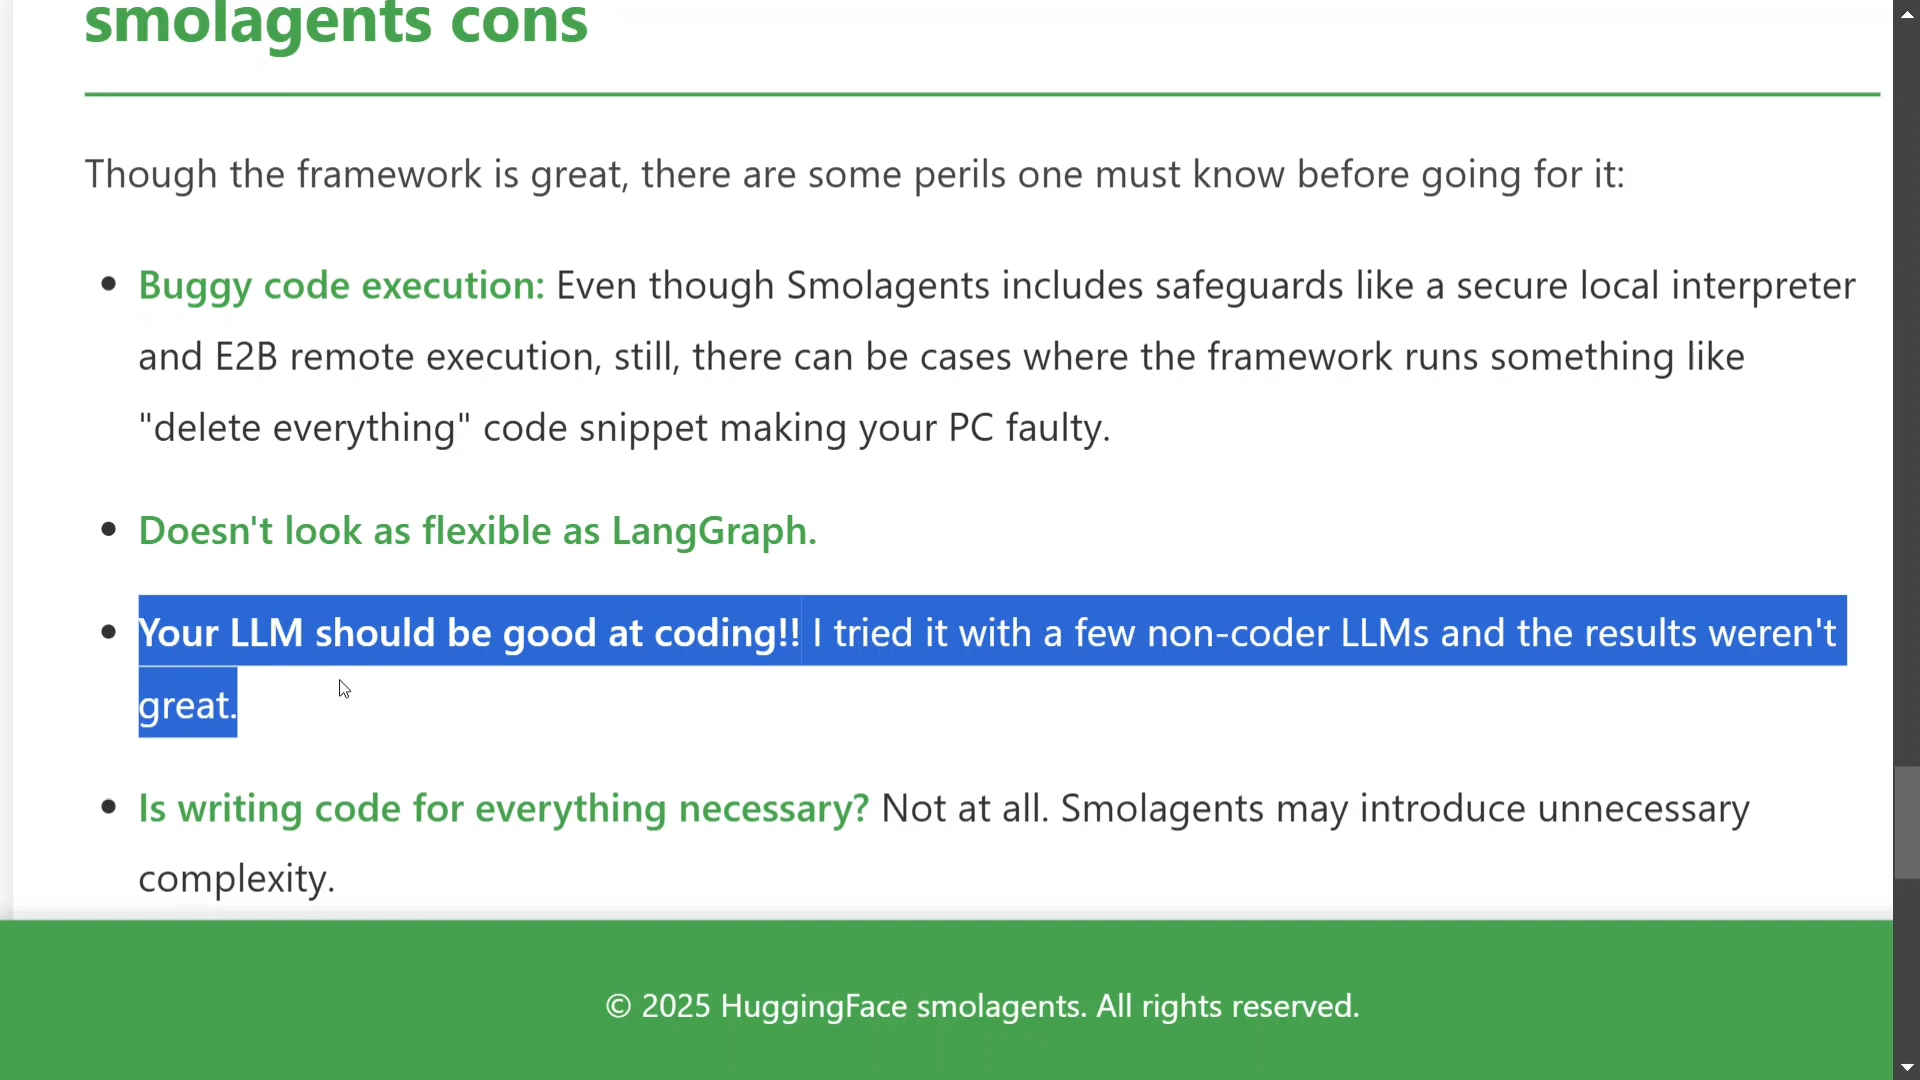 smolagents cons
Though the framework is great, there are some perils one must know before going for it:
Buggy code execution: Even though Smolagents includes safeguards like a secure local interpreter
and E2B remote execution, still, there can be cases where the framework runs something like
"delete everything" code snippet making your PC faulty.
Doesn't look as flexible as LangGraph.
Your LLM should be good at coding!! I tried it with a few non-coder LLMs and the results weren't
great.
Is writing code for everything necessary? Not at all. Smolagents may introduce unnecessary
complexity.
© 2025 HuggingFace smolagents. All rights reserved.